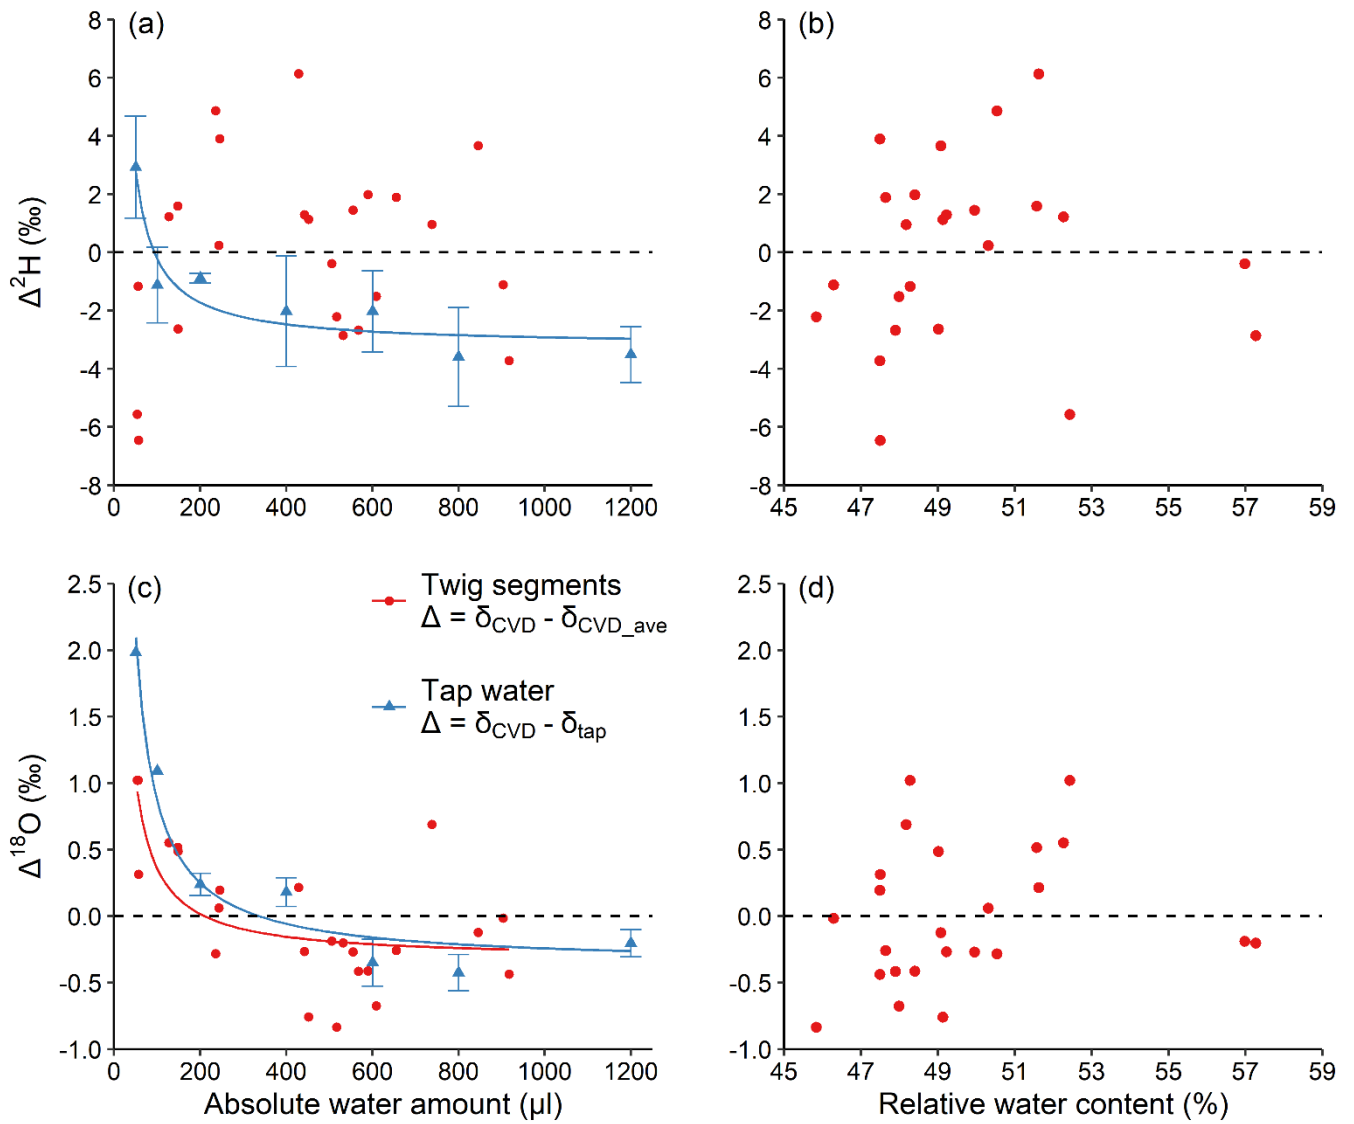 (a)
8
6
4
2
0
-2
-4
-6
-8
Δ²H (‰)
0 200 400 600 800 1000 1200
(b)
8
6
4
2
0
-2
-4
-6
-8
45 47 49 51 53 55 57 59
(c)
2.5
2.0
1.5
1.0
0.5
0.0
-0.5
-1.0
Δ¹⁸O (‰)
Twig segments
Δ = δCVD - δCVD_ave
Tap water
Δ = δCVD - δtap
0 200 400 600 800 1000 1200
Absolute water amount (µl)
(d)
2.5
2.0
1.5
1.0
0.5
0.0
-0.5
-1.0
45 47 49 51 53 55 57 59
Relative water content (%)